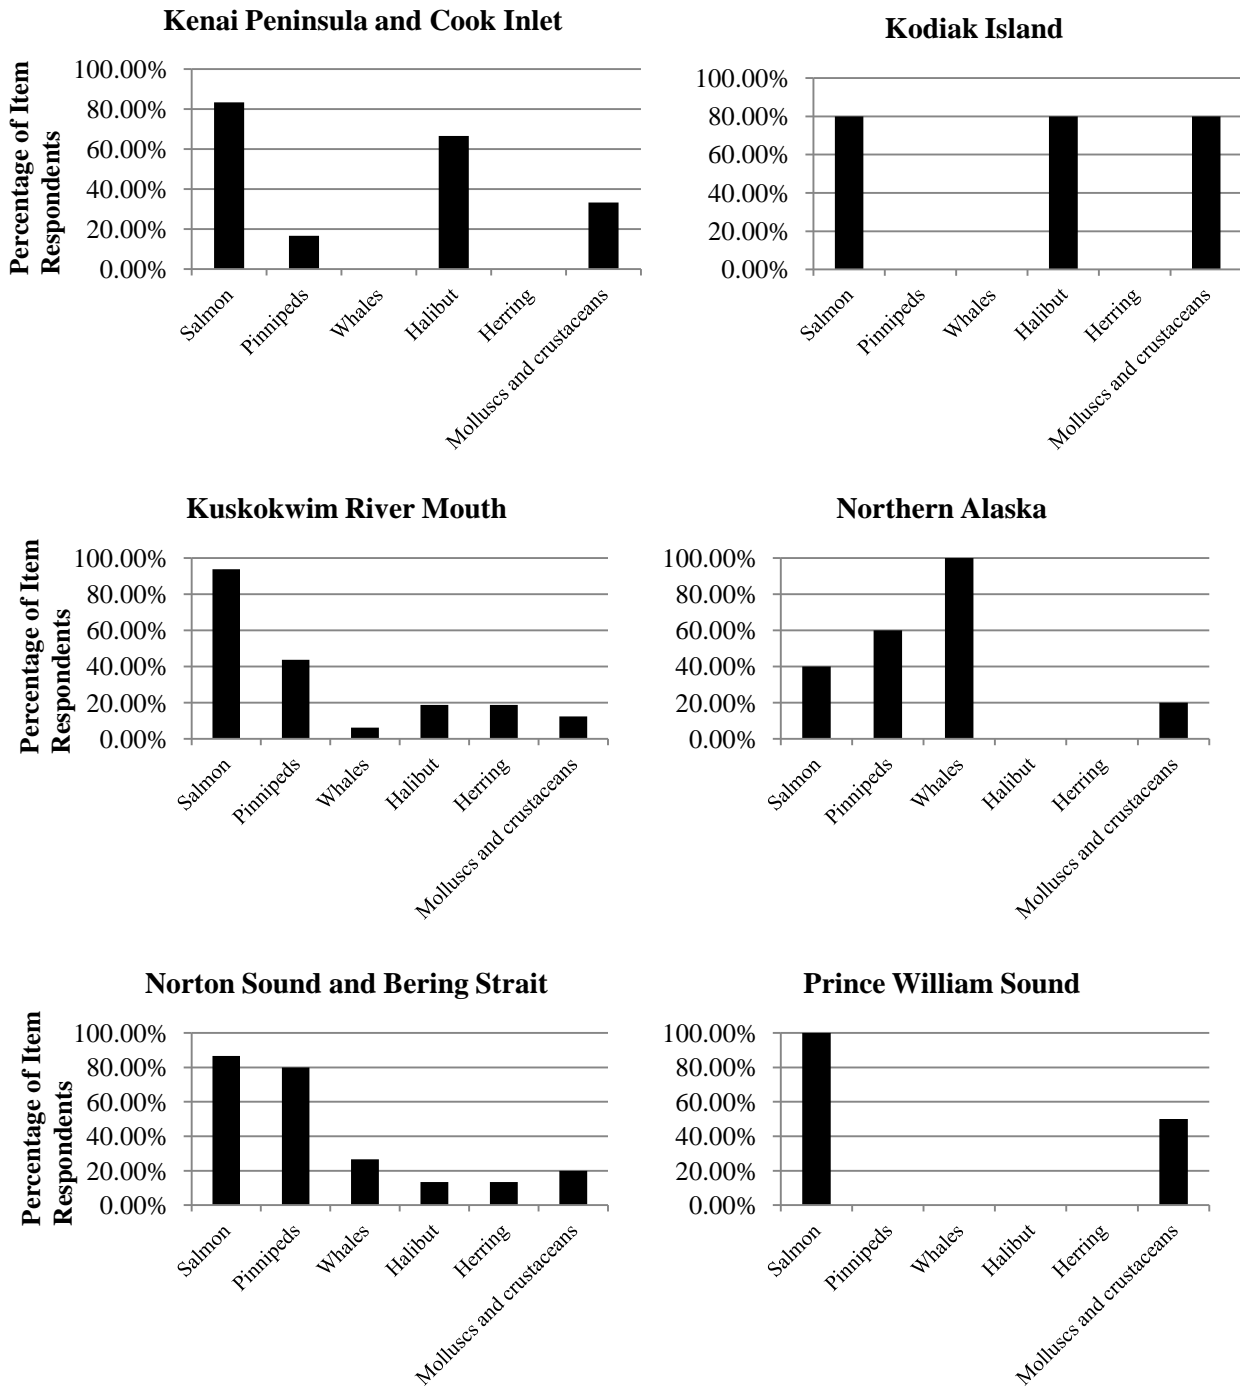 Kenai Peninsula and Cook Inlet
Percentage of Item
Respondents
100.00%
80.00%
60.00%
40.00%
20.00%
0.00%
Salmon
Pinnipeds
Whales
Halibut
Herring
Molluscs and crustaceans
Kodiak Island
100.00%
80.00%
60.00%
40.00%
20.00%
0.00%
Salmon
Pinnipeds
Whales
Halibut
Herring
Molluscs and crustaceans
Kuskokwim River Mouth
Percentage of Item
Respondents
100.00%
80.00%
60.00%
40.00%
20.00%
0.00%
Salmon
Pinnipeds
Whales
Halibut
Herring
Molluscs and crustaceans
Northern Alaska
100.00%
80.00%
60.00%
40.00%
20.00%
0.00%
Salmon
Pinnipeds
Whales
Halibut
Herring
Molluscs and crustaceans
Norton Sound and Bering Strait
Percentage of Item
Respondents
100.00%
80.00%
60.00%
40.00%
20.00%
0.00%
Salmon
Pinnipeds
Whales
Halibut
Herring
Molluscs and crustaceans
Prince William Sound
100.00%
80.00%
60.00%
40.00%
20.00%
0.00%
Salmon
Pinnipeds
Whales
Halibut
Herring
Molluscs and crustaceans